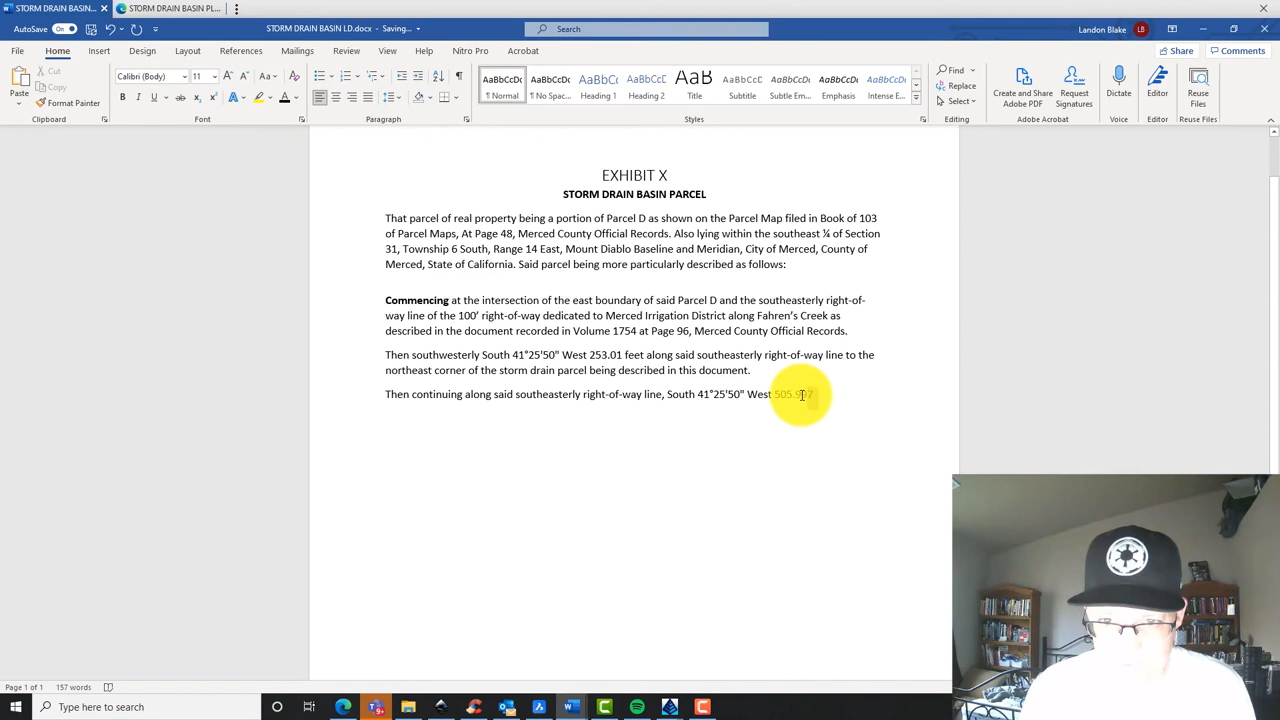 STORM DRAIN BASIN...
STORM DRAIN BASIN PL...
AutoSave
On
STORM DRAIN BASIN LD.docx - Saving...
Search
Landon Blake
LB
File
Home
Insert
Design
Layout
References
Mailings
Review
View
Help
Nitro Pro
Acrobat
Share
Comments
Paste
Cut
Copy
Format Painter
Calibri (Body)
11
AaBbCcDc
AaBbCcDc
AaBbCc
AaBbCcD
AaB
AaBbCcD
AaBbCcDc
AaBbCcDc
¶ Normal
¶ No Spac...
Heading 1
Heading 2
Title
Subtitle
Subtle Em...
Emphasis
Intense E...
Find
Replace
Select
Create and Share
Adobe PDF
Request
Signatures
Dictate
Editor
Reuse
Files
Clipboard
Font
Paragraph
Styles
Editing
Adobe Acrobat
Voice
Editor
Reuse Files
EXHIBIT X
STORM DRAIN BASIN PARCEL
That parcel of real property being a portion of Parcel D as shown on the Parcel Map filed in Book of 103
of Parcel Maps, At Page 48, Merced County Official Records. Also lying within the southeast ¼ of Section
31, Township 6 South, Range 14 East, Mount Diablo Baseline and Meridian, City of Merced, County of
Merced, State of California. Said parcel being more particularly described as follows:
Commencing at the intersection of the east boundary of said Parcel D and the southeasterly right-of-
way line of the 100’ right-of-way dedicated to Merced Irrigation District along Fahren’s Creek as
described in the document recorded in Volume 1754 at Page 96, Merced County Official Records.
Then southwesterly South 41°25'50" West 253.01 feet along said southeasterly right-of-way line to the
northeast corner of the storm drain parcel being described in this document.
Then continuing along said southeasterly right-of-way line, South 41°25'50" West
Page 1 of 1
157 words
Type here to search